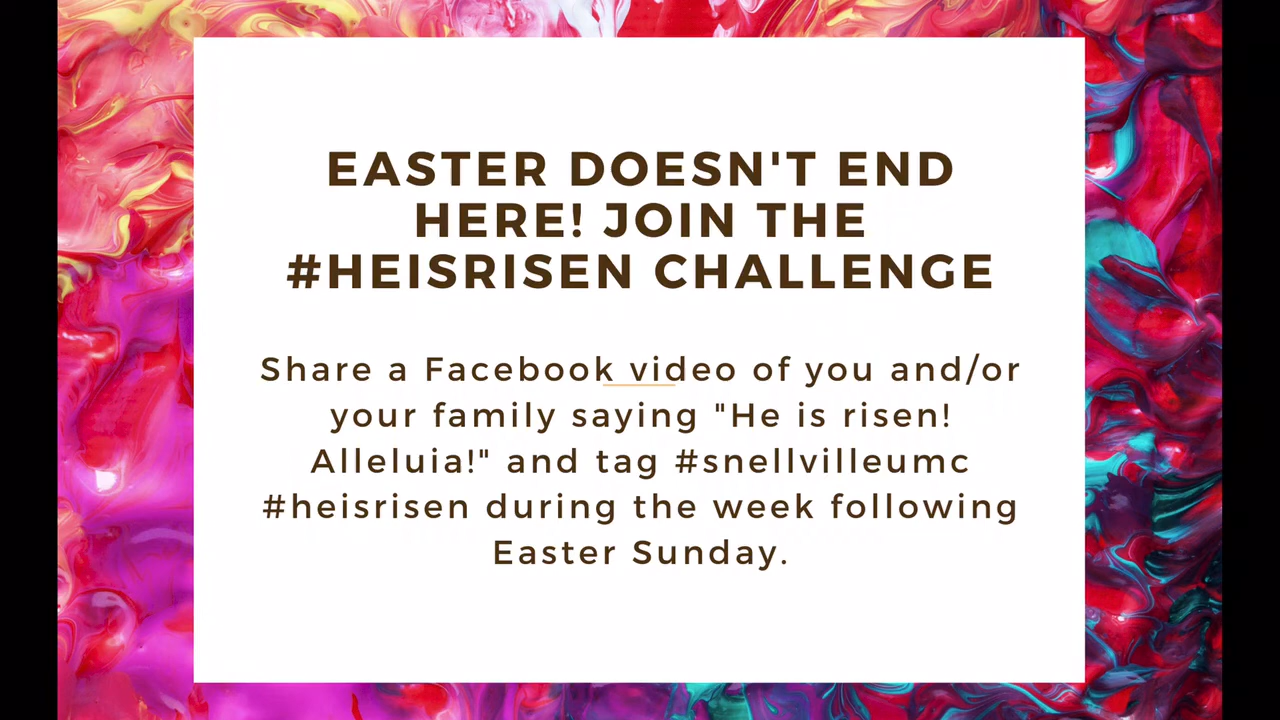 EASTER DOESN'T END
HERE! JOIN THE
#HEISRISEN CHALLENGE
Share a Facebook video of you and/or
your family saying "He is risen!
Alleluia!" and tag #snellvilleumc
#heisrisen during the week following
Easter Sunday.